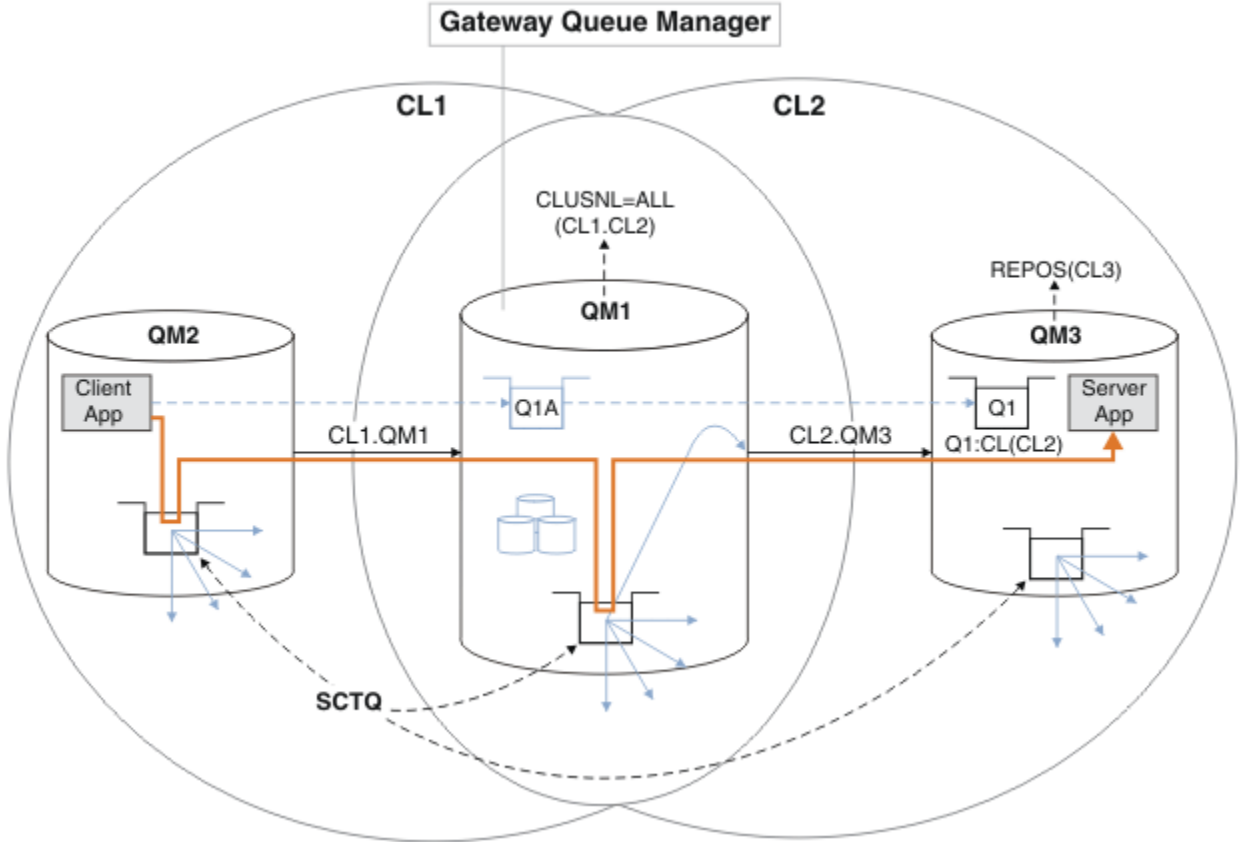 Gateway Queue Manager
CL1
CL2
CLUSNL=ALL
(CL1.CL2)
REPOS(CL3)
QM2
QM1
QM3
Client
App
Q1A
Q1
Server
App
CL1.QM1
CL2.QM3
Q1:CL(CL2)
SCTQ